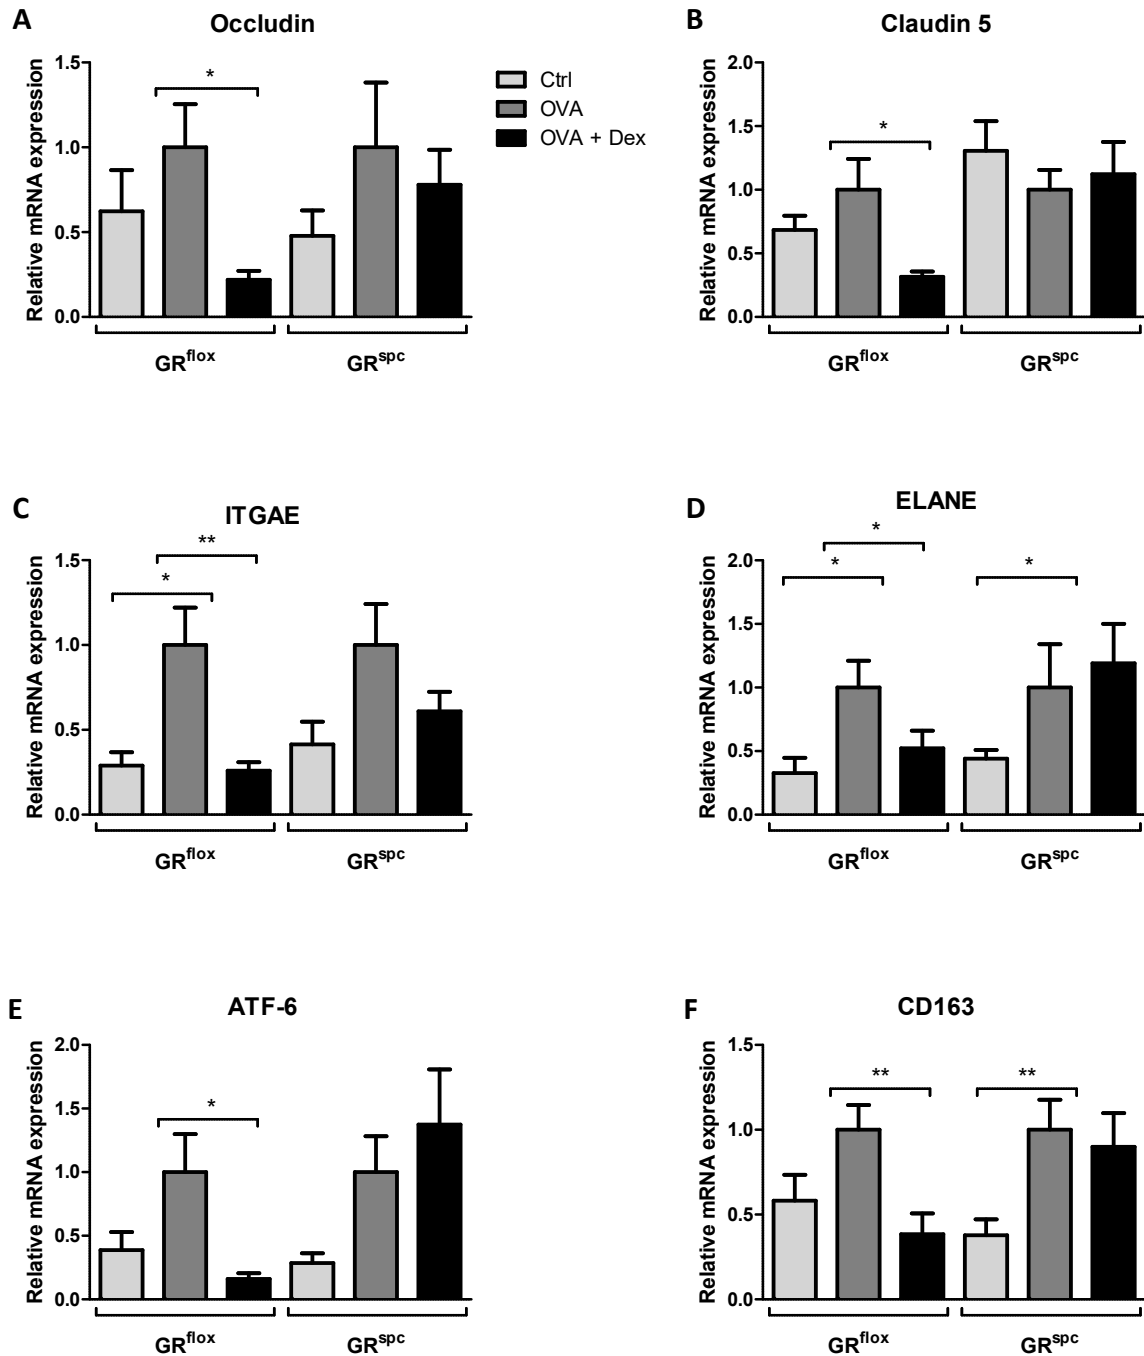 A
Occludin
Relative mRNA expression
1.5
1.0
0.5
0.0
*
GRflox
GRspc
Ctrl
OVA
OVA + Dex
B
Claudin 5
Relative mRNA expression
2.0
1.5
1.0
0.5
0.0
*
GRflox
GRspc
C
ITGAE
Relative mRNA expression
1.5
1.0
0.5
0.0
**
*
GRflox
GRspc
D
ELANE
Relative mRNA expression
2.0
1.5
1.0
0.5
0.0
*
*
*
GRflox
GRspc
E
ATF-6
Relative mRNA expression
2.0
1.5
1.0
0.5
0.0
*
GRflox
GRspc
F
CD163
Relative mRNA expression
1.5
1.0
0.5
0.0
**
**
GRflox
GRspc